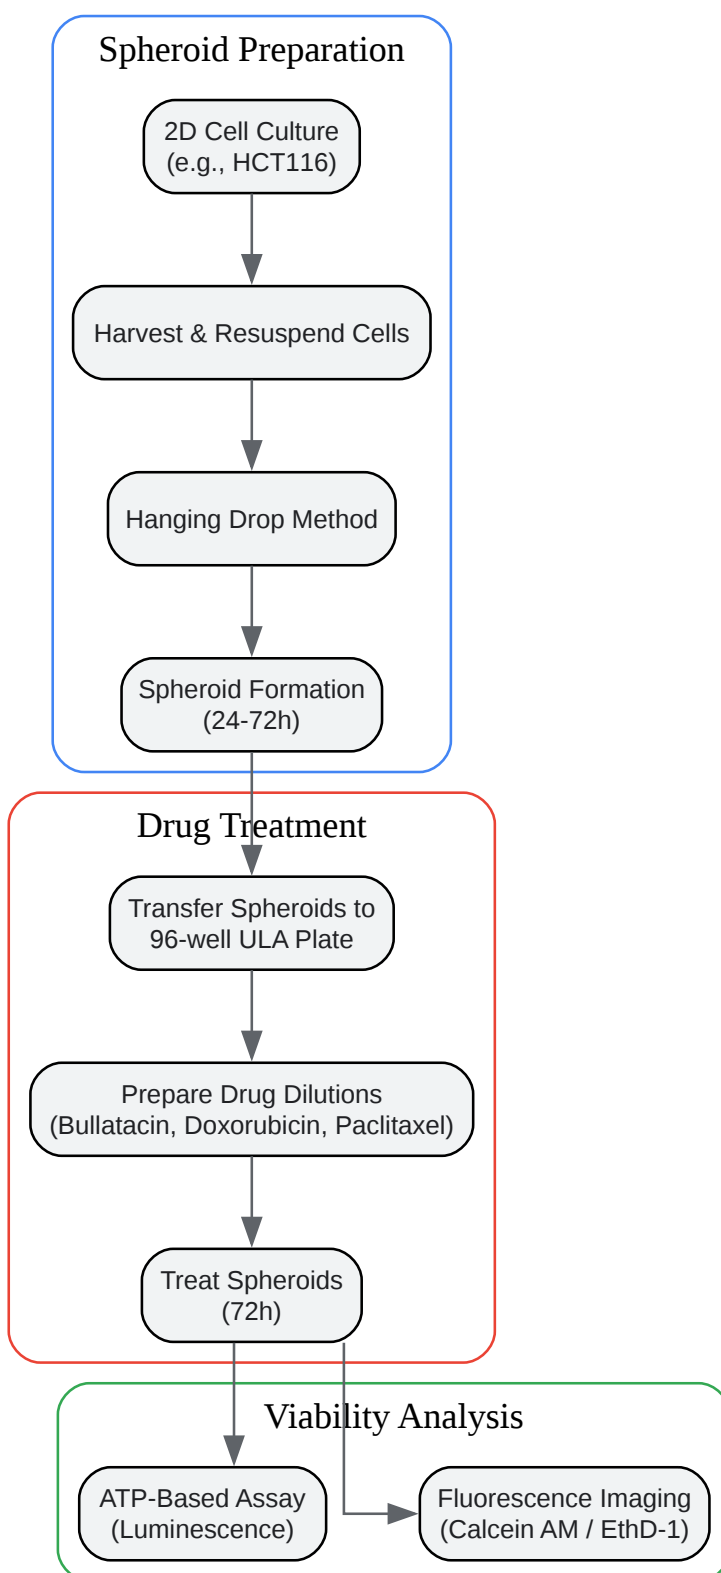 Spheroid Preparation
2D Cell Culture
(e.g., HCT116)
Harvest & Resuspend Cells
Hanging Drop Method
Spheroid Formation
(24-72h)
Drug Treatment
Transfer Spheroids to
96-well ULA Plate
Prepare Drug Dilutions
(Bullatacin, Doxorubicin, Paclitaxel)
Treat Spheroids
(72h)
Viability Analysis
ATP-Based Assay
(Luminescence)
Fluorescence Imaging
(Calcein AM / EthD-1)